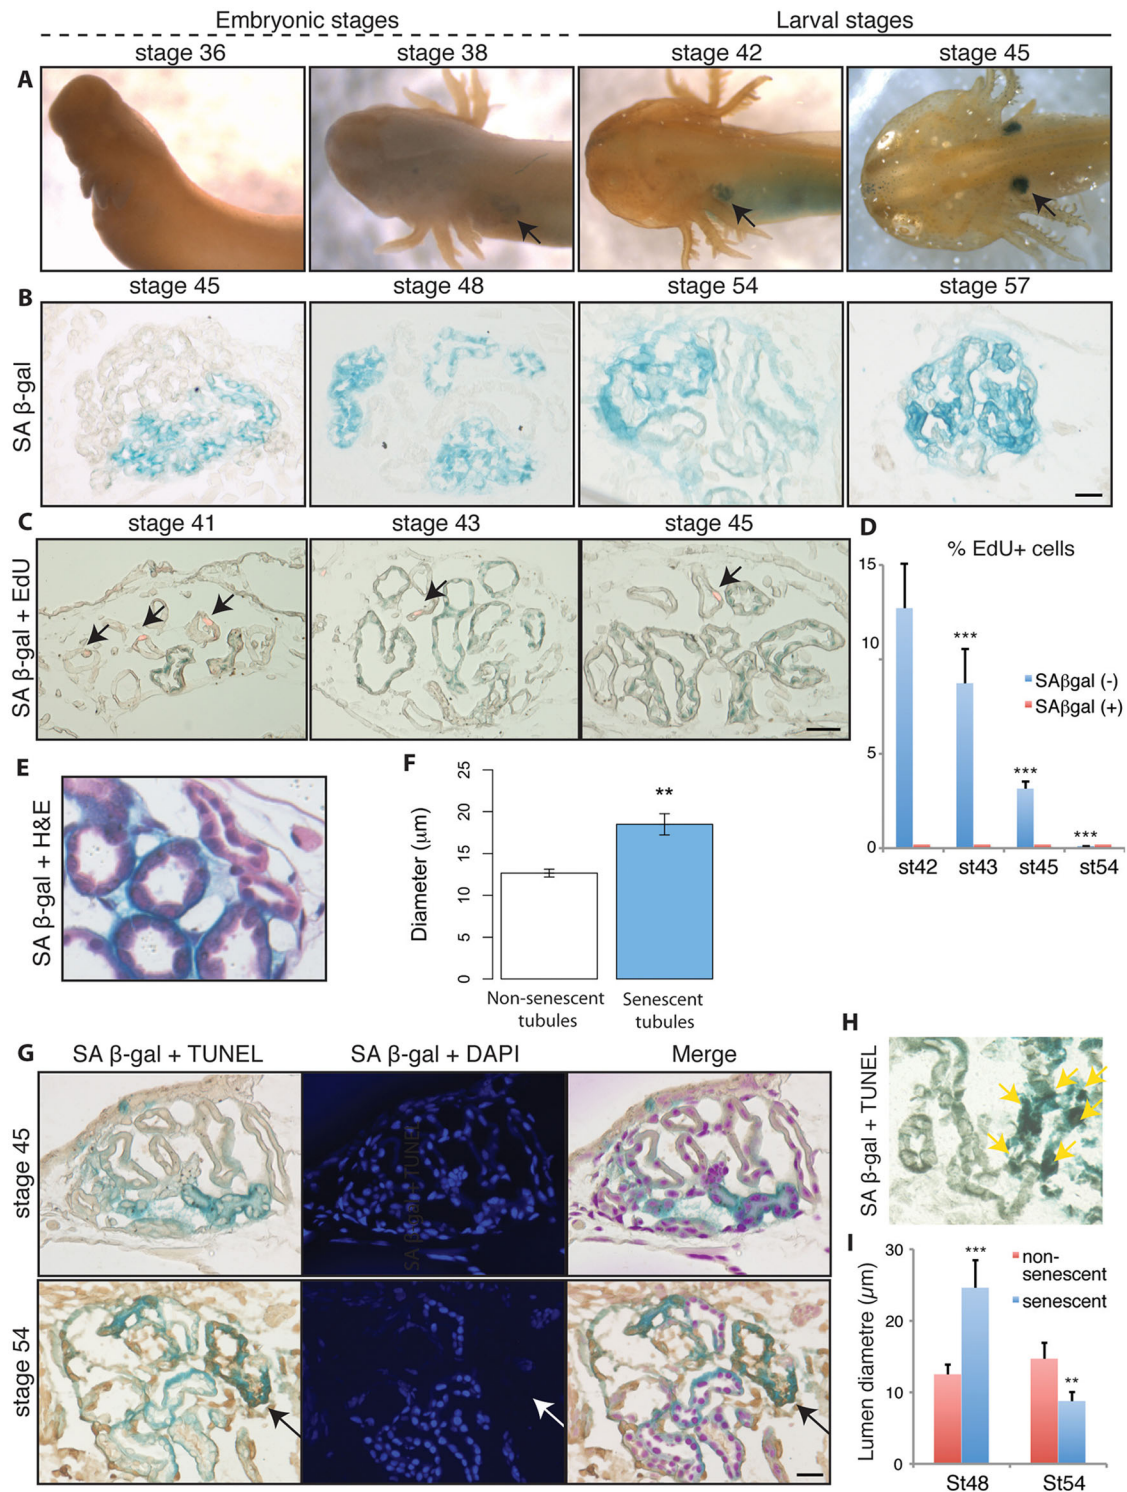 Embryonic stages
Larval stages
stage 36
stage 38
stage 42
stage 45
A
stage 45
stage 48
stage 54
stage 57
B
SA β-gal
C
stage 41
stage 43
stage 45
SA β-gal + EdU
D
% EdU+ cells
15
10
5
0
***
***
***
SAβgal (-)
SAβgal (+)
st42
st43
st45
st54
E
SA β-gal + H&E
F
Diameter (μm)
25
20
15
10
5
0
**
Non-senescent
tubules
Senescent
tubules
G
SA β-gal + TUNEL
SA β-gal + DAPI
Merge
stage 45
SA β-gal + TUNEL
stage 54
H
SA β-gal + TUNEL
I
Lumen diametre (μm)
30
20
10
0
***
**
non-
senescent
senescent
St48
St54